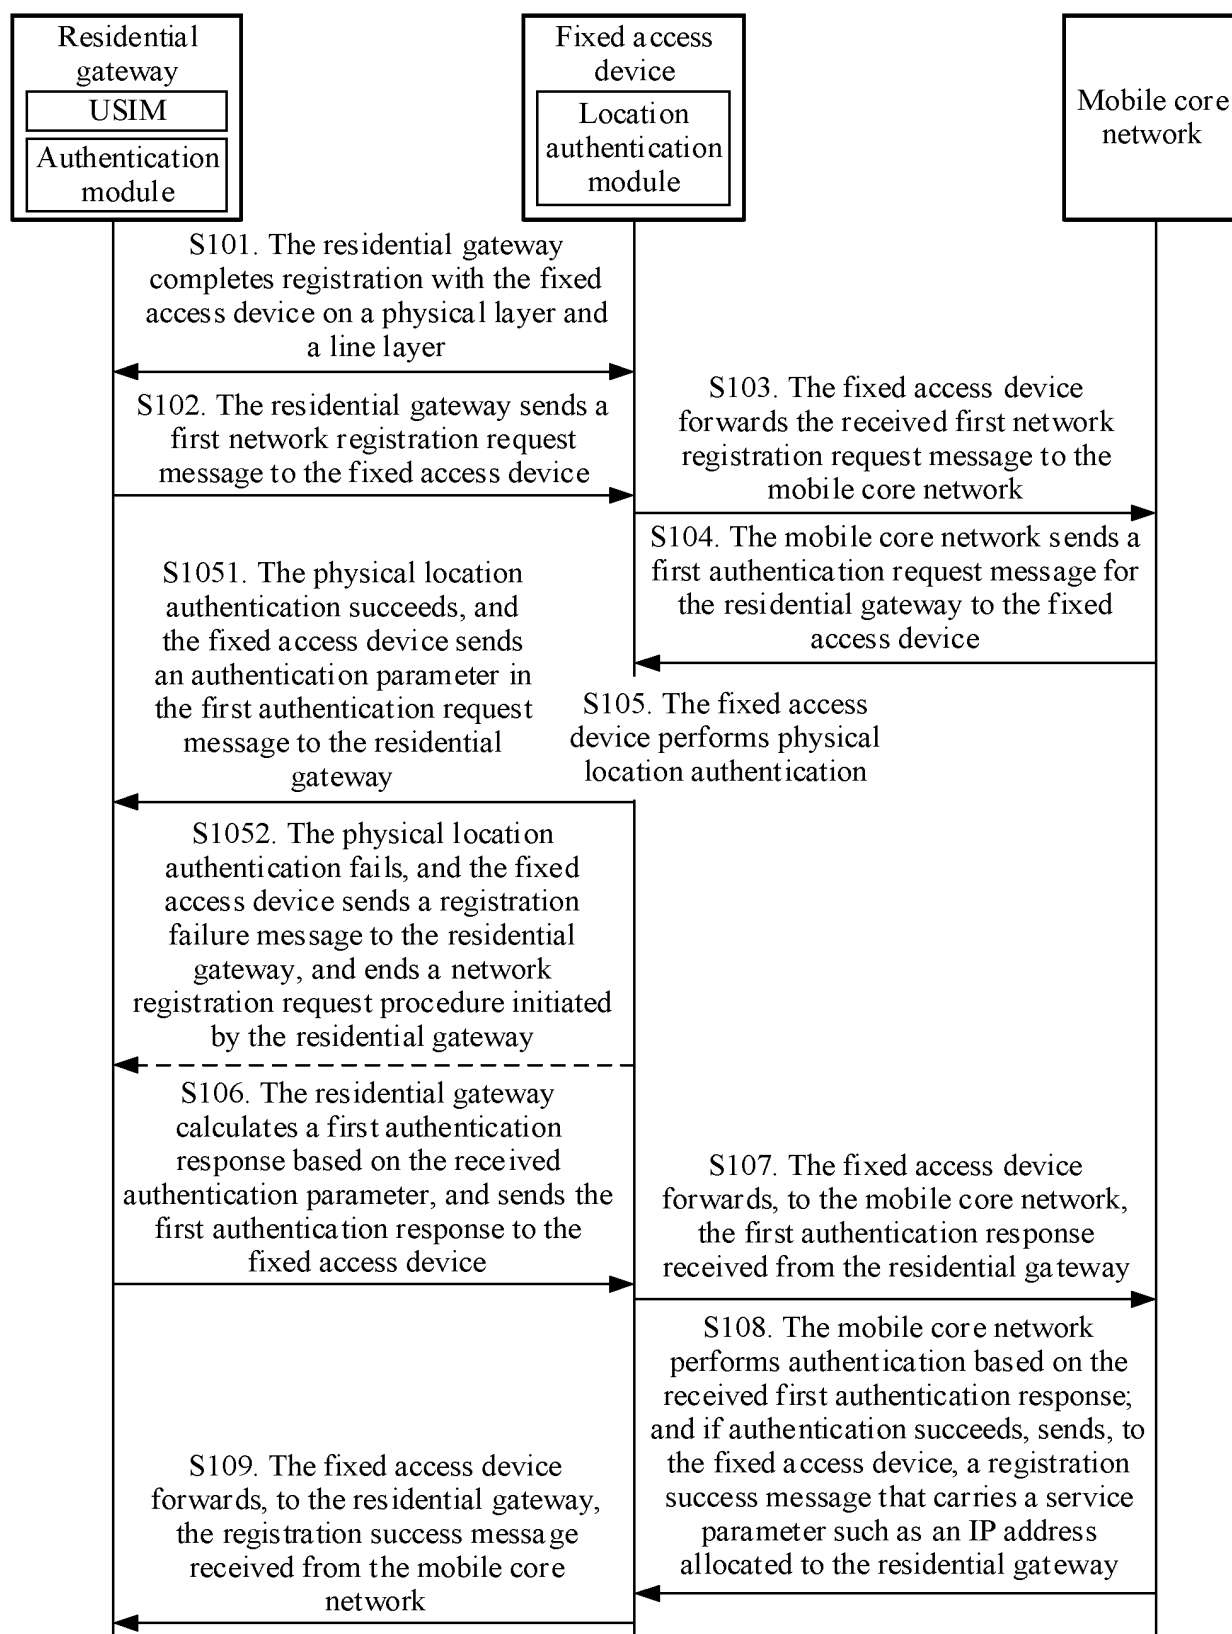 Residential
gateway
USIM
Authentication
module
Fixed access
device
Location
authentication
module
Mobile core
network
S101. The residential gateway
completes registration with the fixed
access device on a physical layer and
a line layer
S102. The residential gateway sends a
first network registration request
message to the fixed access device
S103. The fixed access device
forwards the received first network
registration request message to the
mobile core network
S104. The mobile core network sends a
first authentication request message for
the residential gateway to the fixed
access device
S105. The fixed access
device performs physical
location authentication
S1051. The physical location
authentication succeeds, and
the fixed access device sends
an authentication parameter in
the first authentication request
message to the residential
gateway
S1052. The physical location
authentication fails, and the fixed
access device sends a registration
failure message to the residential
gateway, and ends a network
registration request procedure initiated
by the residential gateway
S106. The residential gateway
calculates a first authentication
response based on the received
authentication parameter, and sends the
first authentication response to the
fixed access device
S107. The fixed access device
forwards, to the mobile core network,
the first authentication response
received from the residential gateway
S108. The mobile core network
performs authentication based on the
received first authentication response;
and if authentication succeeds, sends, to
the fixed access device, a registration
success message that carries a service
parameter such as an IP address
allocated to the residential gateway
S109. The fixed access device
forwards, to the residential gateway,
the registration success message
received from the mobile core
network